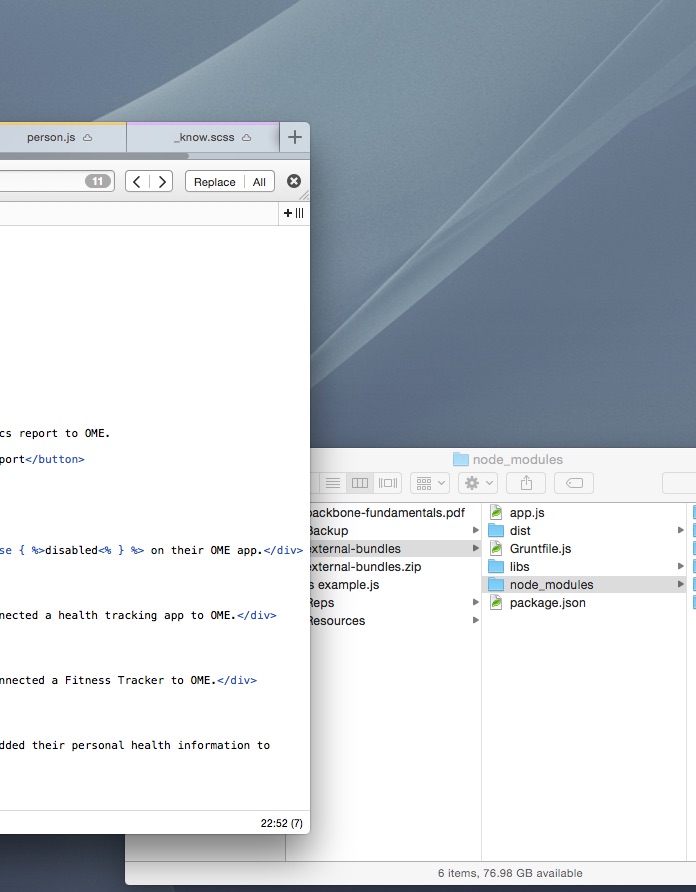 person.js
_know.scss
11
Replace
All
cs report to OME.
port</button>
se { %>disabled<% } %> on their OME app.</div>
nected a health tracking app to OME.</div>
nnected a Fitness Tracker to OME.</div>
dded their personal health information to
22:52 (7)
node_modules
backbone-fundamentals.pdf
Backup
external-bundles
external-bundles.zip
s example.js
Reps
Resources
app.js
dist
Gruntfile.js
libs
node_modules
package.json
6 items, 76.98 GB available